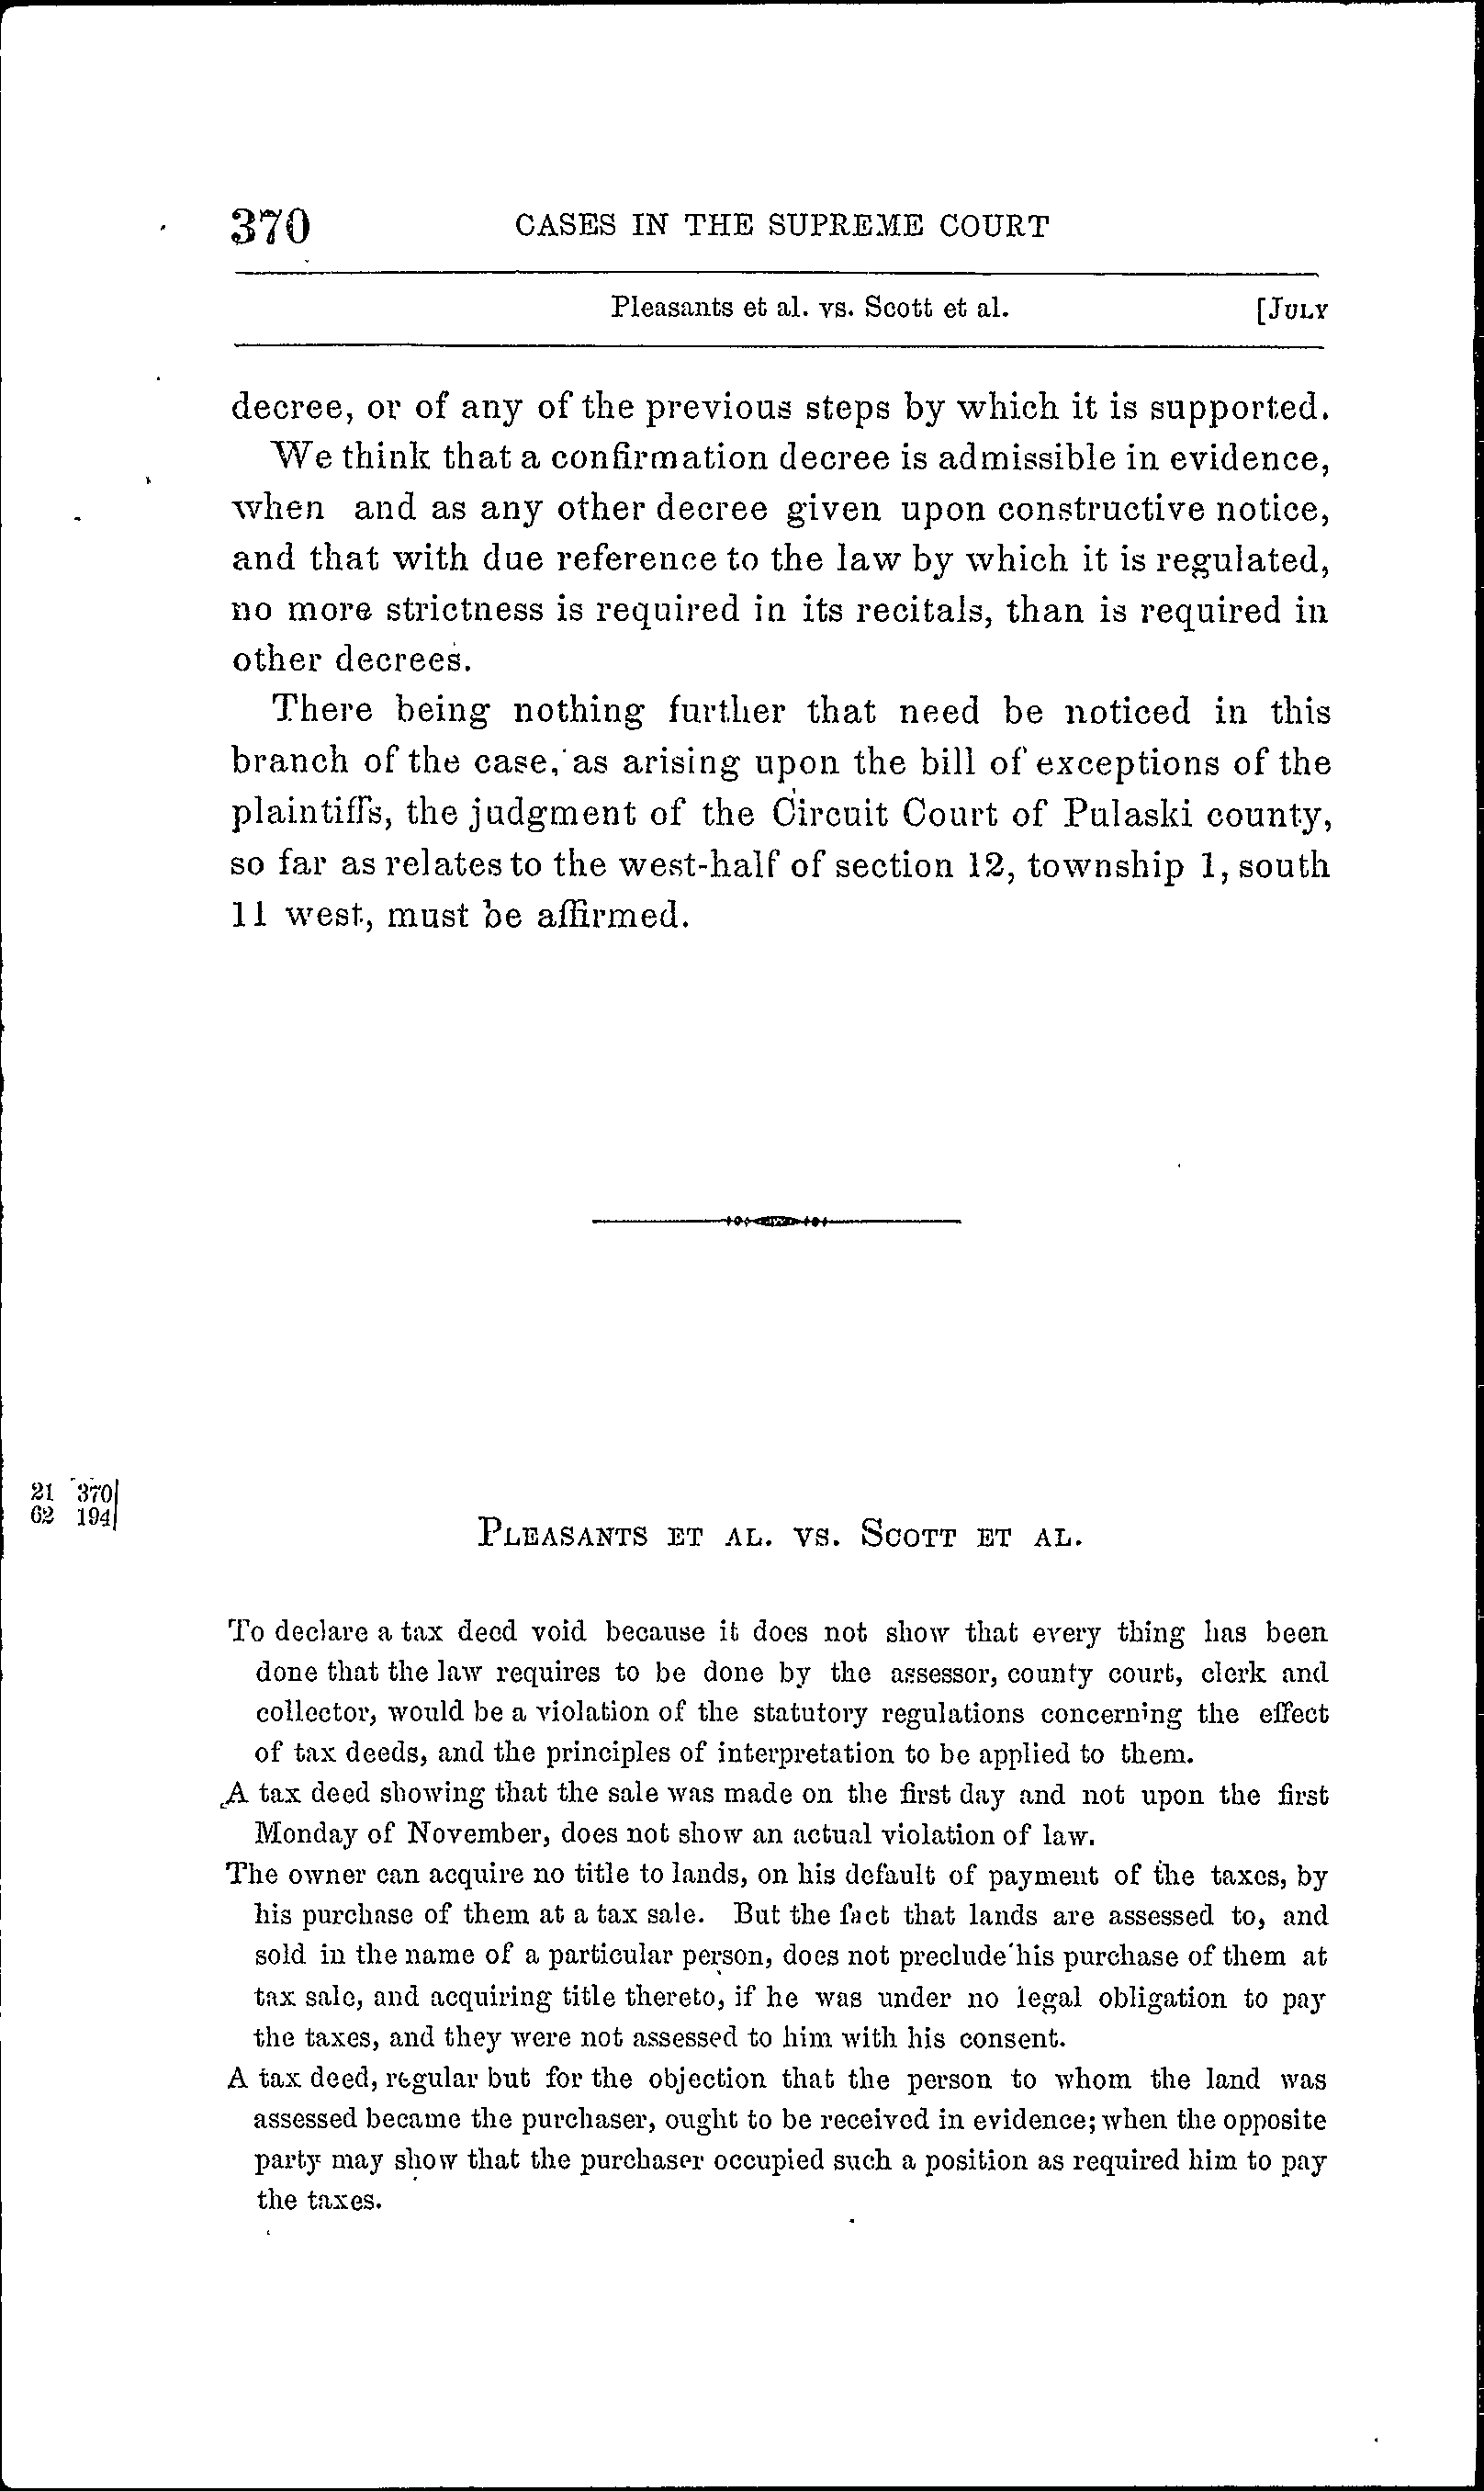 370 CASES IN THE SUPREME COURT
Pleasants et al. vs. Scott et al. [JULY
decree, or of any of the previous steps by which it is supported.
We think that a confirmation decree is admissible in evidence,
when and as any other decree given upon constructive notice,
and that with due reference to the law by which it is regulated,
no more strictness is required in its recitals, than is required in
other decrees.
There being nothing further that need be noticed in this
branch of the case, as arising upon the bill of exceptions of the
plaintiffs, the judgment of the Circuit Court of Pulaski county,
so far as relates to the west-half of section 12, township 1, south
11 west, must be affirmed.
21 370
62 194
PLEASANTS ET AL. VS. SCOTT ET AL.
To declare a tax deed void because it does not show that every thing has been
done that the law requires to be done by the assessor, county court, clerk and
collector, would be a violation of the statutory regulations concerning the effect
of tax deeds, and the principles of interpretation to be applied to them.
A tax deed showing that the sale was made on the first day and not upon the first
Monday of November, does not show an actual violation of law.
The owner can acquire no title to lands, on his default of payment of the taxes, by
his purchase of them at a tax sale. But the fact that lands are assessed to, and
sold in the name of a particular person, does not preclude his purchase of them at
tax sale, and acquiring title thereto, if he was under no legal obligation to pay
the taxes, and they were not assessed to him with his consent.
A tax deed, regular but for the objection that the person to whom the land was
assessed became the purchaser, ought to be received in evidence; when the opposite
party may show that the purchaser occupied such a position as required him to pay
the taxes.